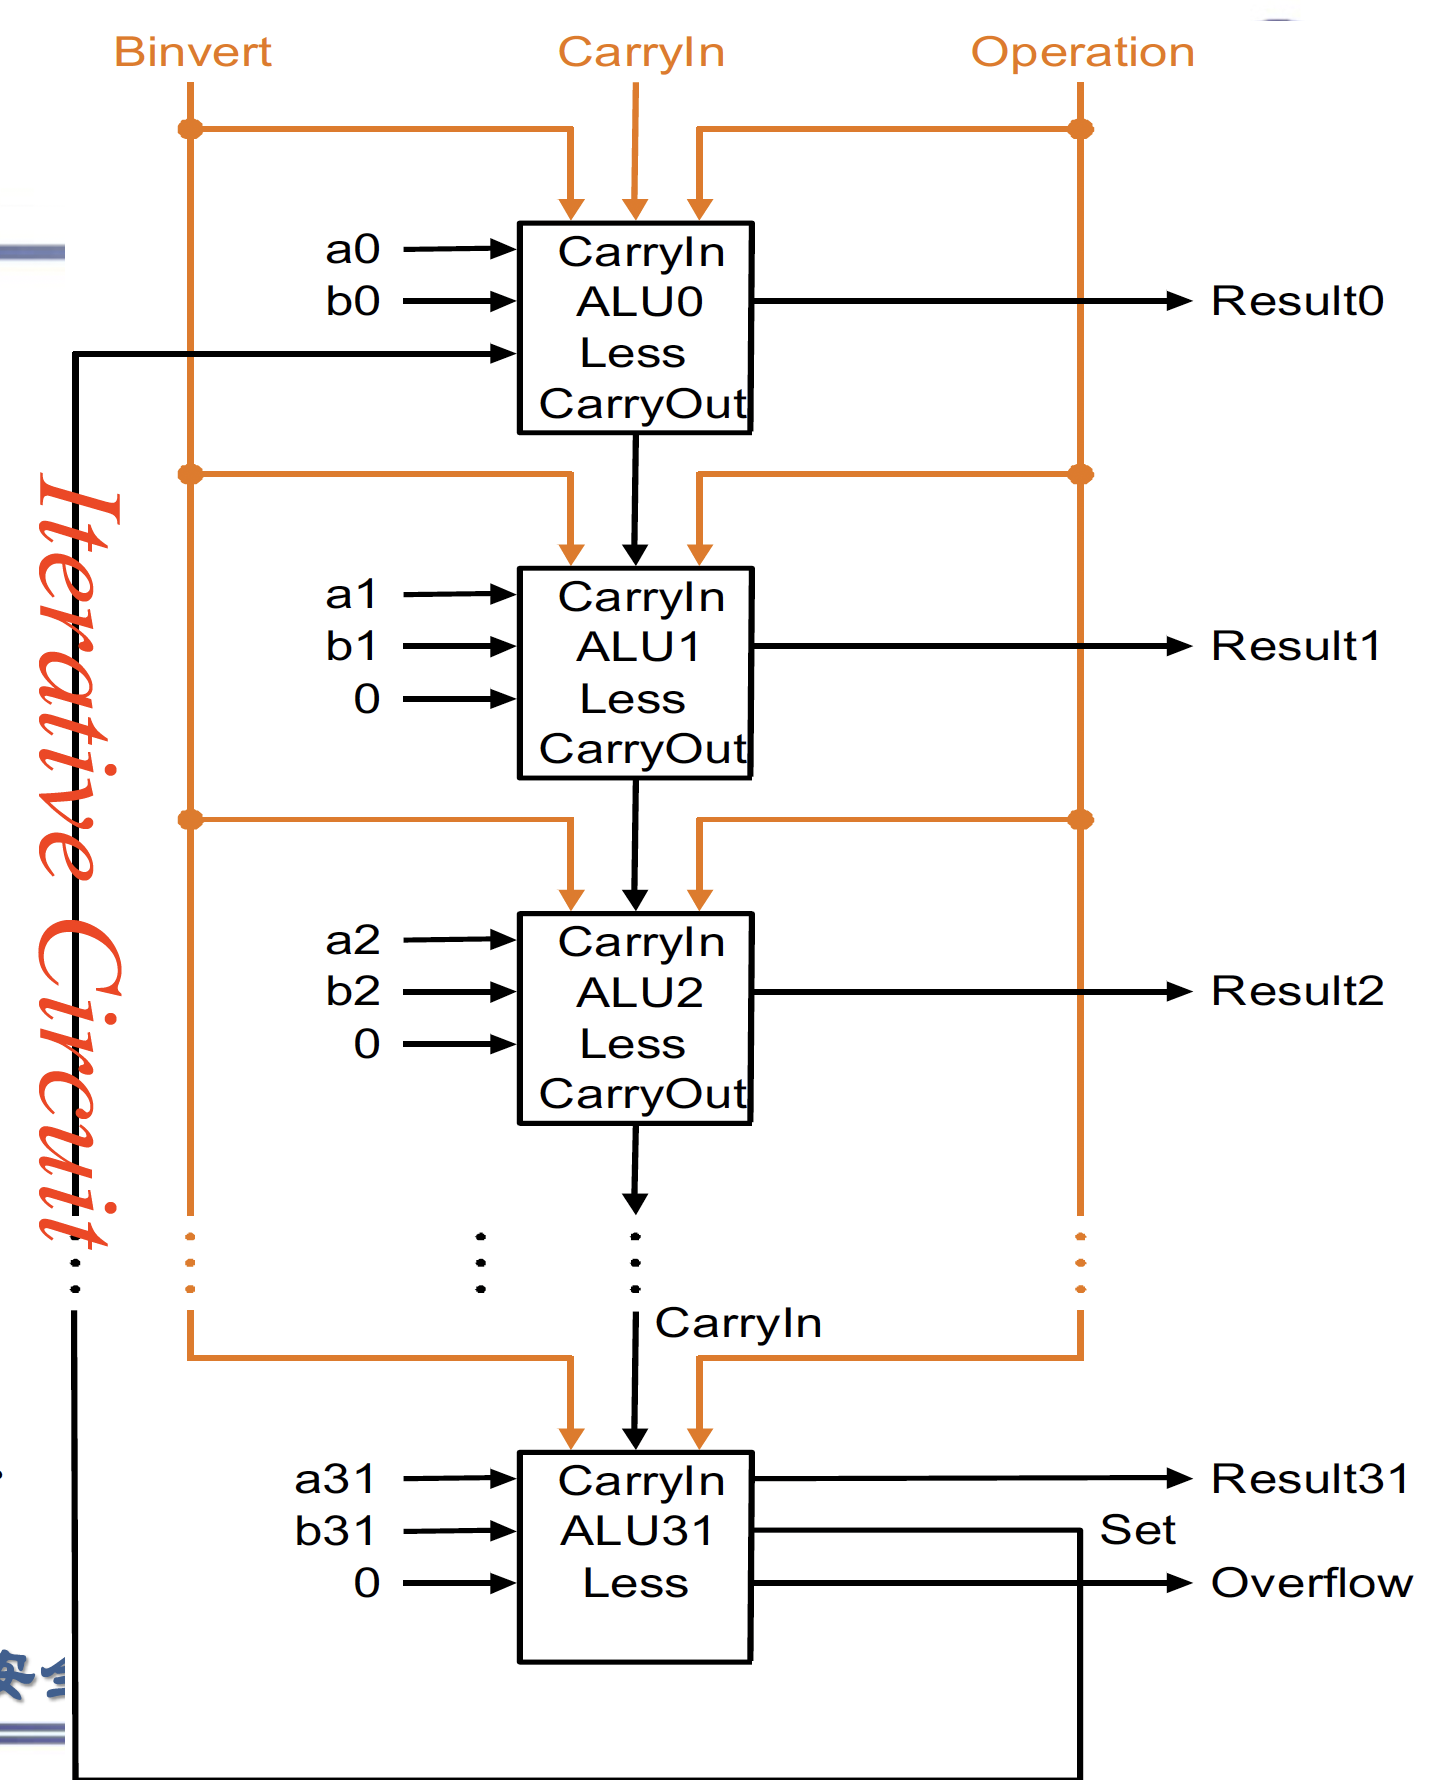 Binvert CarryIn Operation
a0 CarryIn
b0 ALU0 Result0
Less
CarryOut
a1 CarryIn
b1 ALU1 Result1
0 Less
CarryOut
a2 CarryIn
b2 ALU2 Result2
0 Less
CarryOut
CarryIn
a31 CarryIn Result31
b31 ALU31 Set
0 Less Overflow
Iterative Circuit